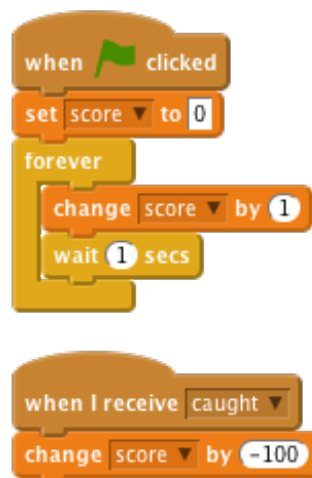 when clicked
set score to 0
forever
change score by 1
wait 1 secs
when I receive caught
change score by -100